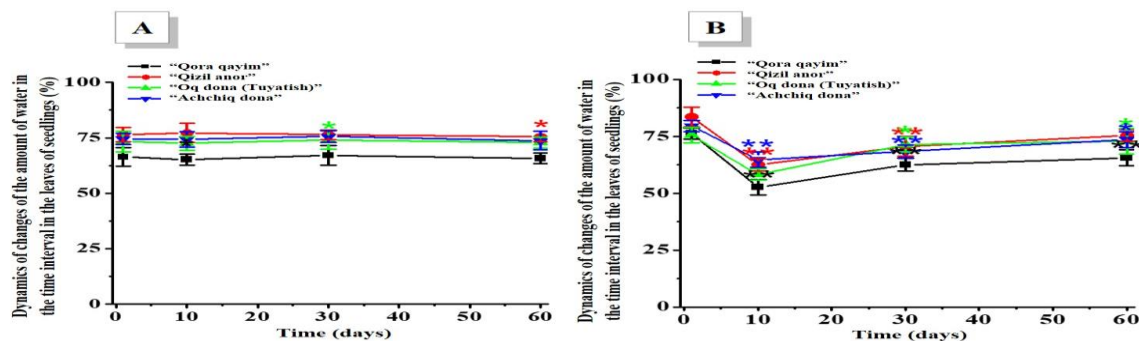 A
"Qora qayim"
"Qizil anor"
"Oq dona (Tuyatish)"
"Achchiq dona"
Dynamics of changes of the amount of water in
the time interval in the leaves of seedlings (%)
100
75
50
25
0
0 10 20 30 40 50 60
Time (days)
B
"Qora qayim"
"Qizil anor"
"Oq dona (Tuyatish)"
"Achchiq dona"
Dynamics of changes of the amount of water in
the time interval in the leaves of seedlings (%)
100
75
50
25
0
0 10 20 30 40 50 60
Time (days)